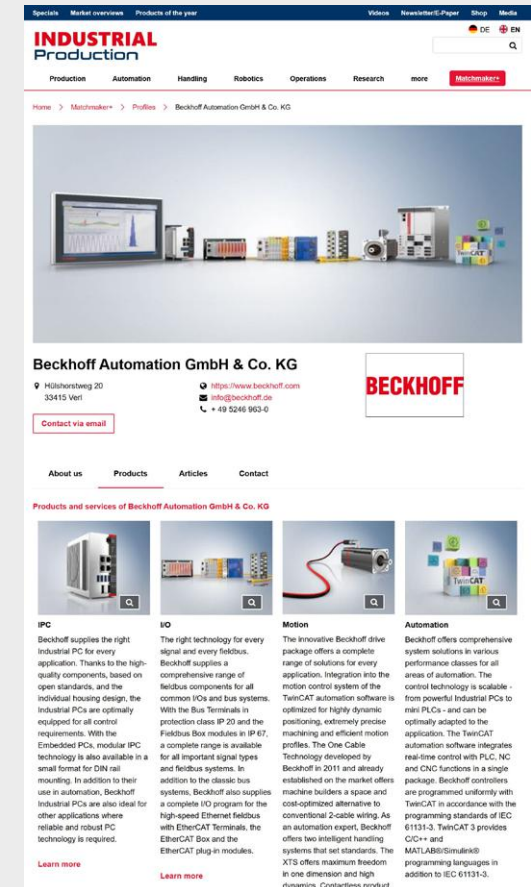 Specials Market overviews Products of the year Videos Newsletter/E-Paper Shop Media
DE EN
INDUSTRIAL
Production
Production Automation Handling Robotics Operations Research more Matchmaker+
Home > Matchmaker+ > Profiles > Beckhoff Automation GmbH & Co. KG
TwinCAT
Beckhoff Automation GmbH & Co. KG
Hülshorstweg 20
33415 Verl
https://www.beckhoff.com
info@beckhoff.de
+ 49 5246 963-0
Contact via email
BECKHOFF
About us Products Articles Contact
Products and services of Beckhoff Automation GmbH & Co. KG
IPC
Beckhoff supplies the right
Industrial PC for every
application. Thanks to the high-
quality components, based on
open standards, and the
individual housing design, the
Industrial PCs are optimally
equipped for all control
requirements. With the
Embedded PCs, modular IPC
technology is also available in a
small format for DIN rail
mounting. In addition to their
use in automation, Beckhoff
Industrial PCs are also ideal for
other applications where
reliable and robust PC
technology is required.
Learn more
I/O
The right technology for every
signal and every fieldbus.
Beckhoff supplies a
comprehensive range of
fieldbus components for all
common I/Os and bus systems.
With the Bus Terminals in
protection class IP 20 and the
Fieldbus Box modules in IP 67,
a complete range is available
for all important signal types
and fieldbus systems. In
addition to the classic bus
systems, Beckhoff also supplies
a complete I/O program for the
high-speed Ethernet fieldbus
with EtherCAT Terminals, the
EtherCAT Box and the
EtherCAT plug-in modules.
Learn more
Motion
The innovative Beckhoff drive
package offers a complete
range of solutions for every
application. Integration into the
motion control system of the
TwinCAT automation software is
optimized for highly dynamic
positioning, extremely precise
machining and efficient motion
profiles. The One Cable
Technology developed by
Beckhoff in 2011 and already
established on the market offers
machine builders a space and
cost-optimized alternative to
conventional 2-cable wiring. As
an automation expert, Beckhoff
offers two intelligent handling
systems that set standards. The
XTS offers maximum freedom
in one dimension and high
dynamics. Contactless product
TwinCAT
Automation
Beckhoff offers comprehensive
system solutions in various
performance classes for all
areas of automation. The
control technology is scalable -
from powerful Industrial PCs to
mini PLCs - and can be
optimally adapted to the
application. The TwinCAT
automation software integrates
real-time control with PLC, NC
and CNC functions in a single
package. Beckhoff controllers
are programmed uniformly with
TwinCAT in accordance with the
programming standards of IEC
61131-3. TwinCAT 3 provides
C/C++ and
MATLAB®/Simulink®
programming languages in
addition to IEC 61131-3.